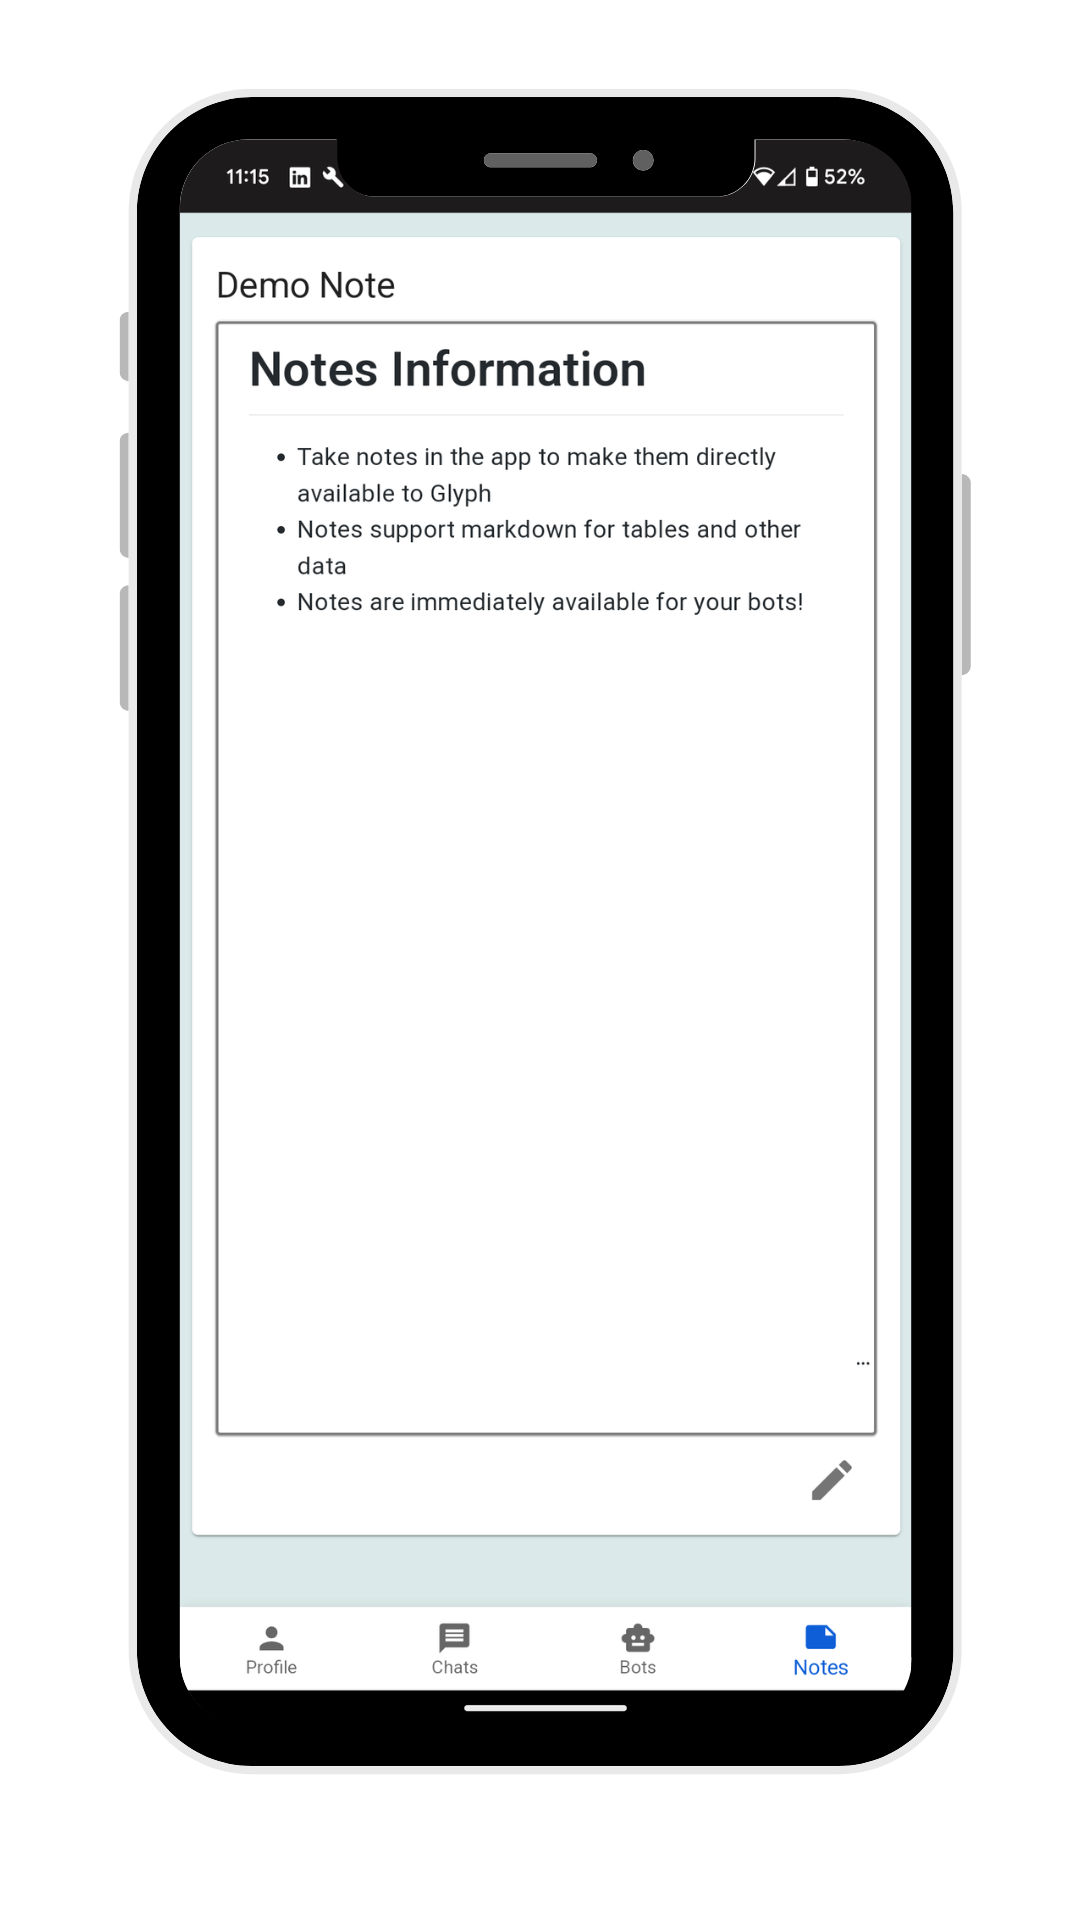 11:15 in 52%
Demo Note
Notes Information
• Take notes in the app to make them directly
available to Glyph
• Notes support markdown for tables and other
data
• Notes are immediately available for your bots!
...
Profile Chats Bots Notes